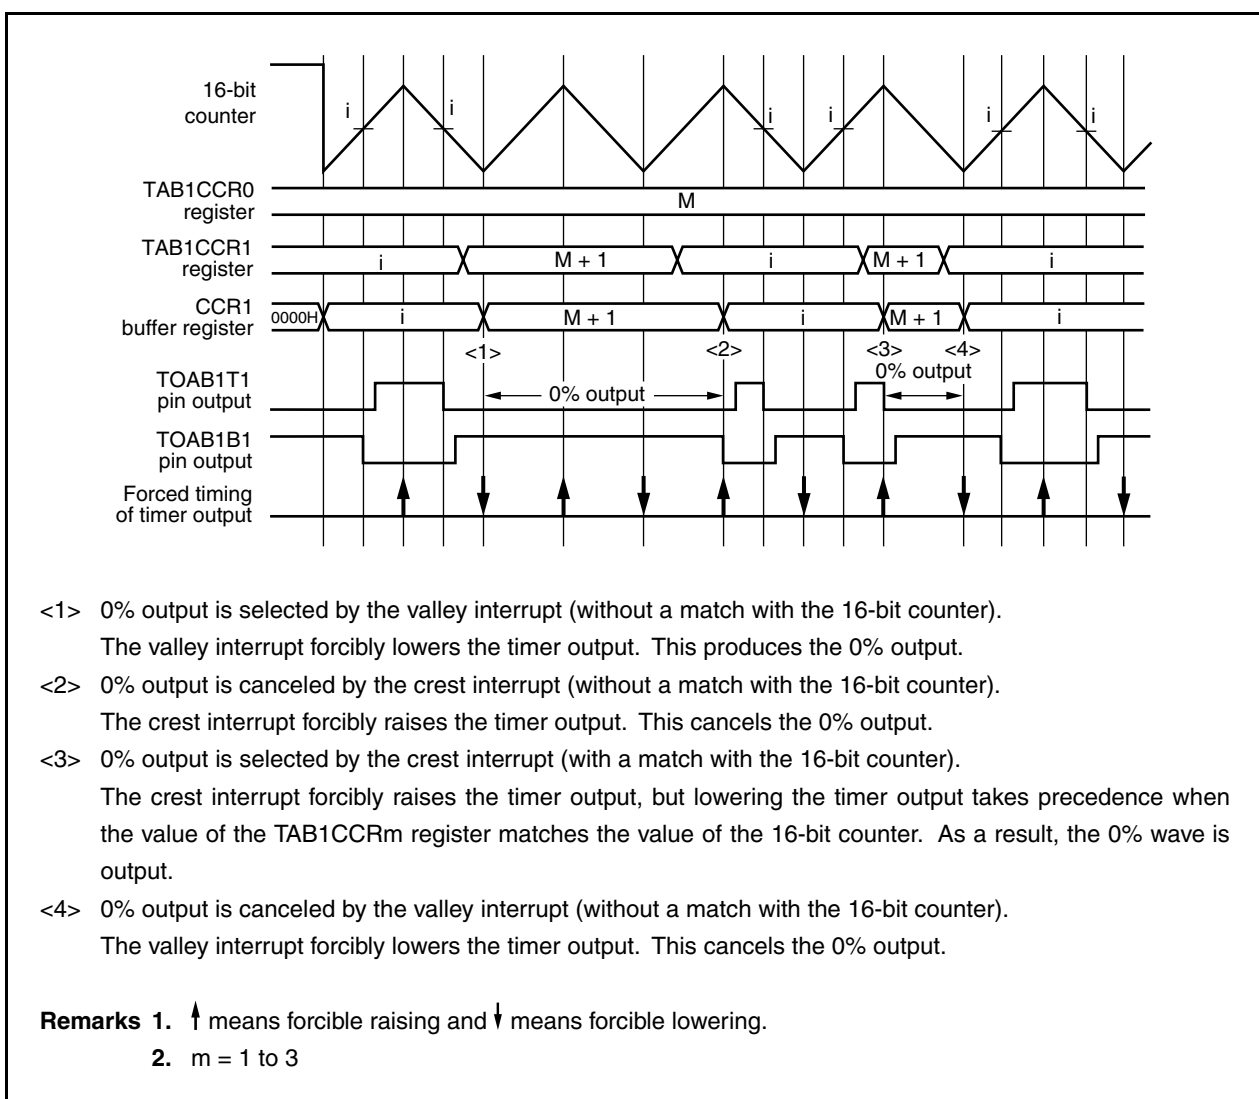 16-bit
counter
i i i i i i
TAB1CCR0
register
M
TAB1CCR1
register
i M + 1 i M + 1 i
CCR1
buffer register
0000H i M + 1 i M + 1 i
<1> <2> <3> <4>
TOAB1T1
pin output
0% output
0% output
TOAB1B1
pin output
Forced timing
of timer output
<1> 0% output is selected by the valley interrupt (without a match with the 16-bit counter).
The valley interrupt forcibly lowers the timer output. This produces the 0% output.
<2> 0% output is canceled by the crest interrupt (without a match with the 16-bit counter).
The crest interrupt forcibly raises the timer output. This cancels the 0% output.
<3> 0% output is selected by the crest interrupt (with a match with the 16-bit counter).
The crest interrupt forcibly raises the timer output, but lowering the timer output takes precedence when
the value of the TAB1CCRm register matches the value of the 16-bit counter. As a result, the 0% wave is
output.
<4> 0% output is canceled by the valley interrupt (without a match with the 16-bit counter).
The valley interrupt forcibly lowers the timer output. This cancels the 0% output.
Remarks 1. ↑ means forcible raising and ↓ means forcible lowering.
2. m = 1 to 3